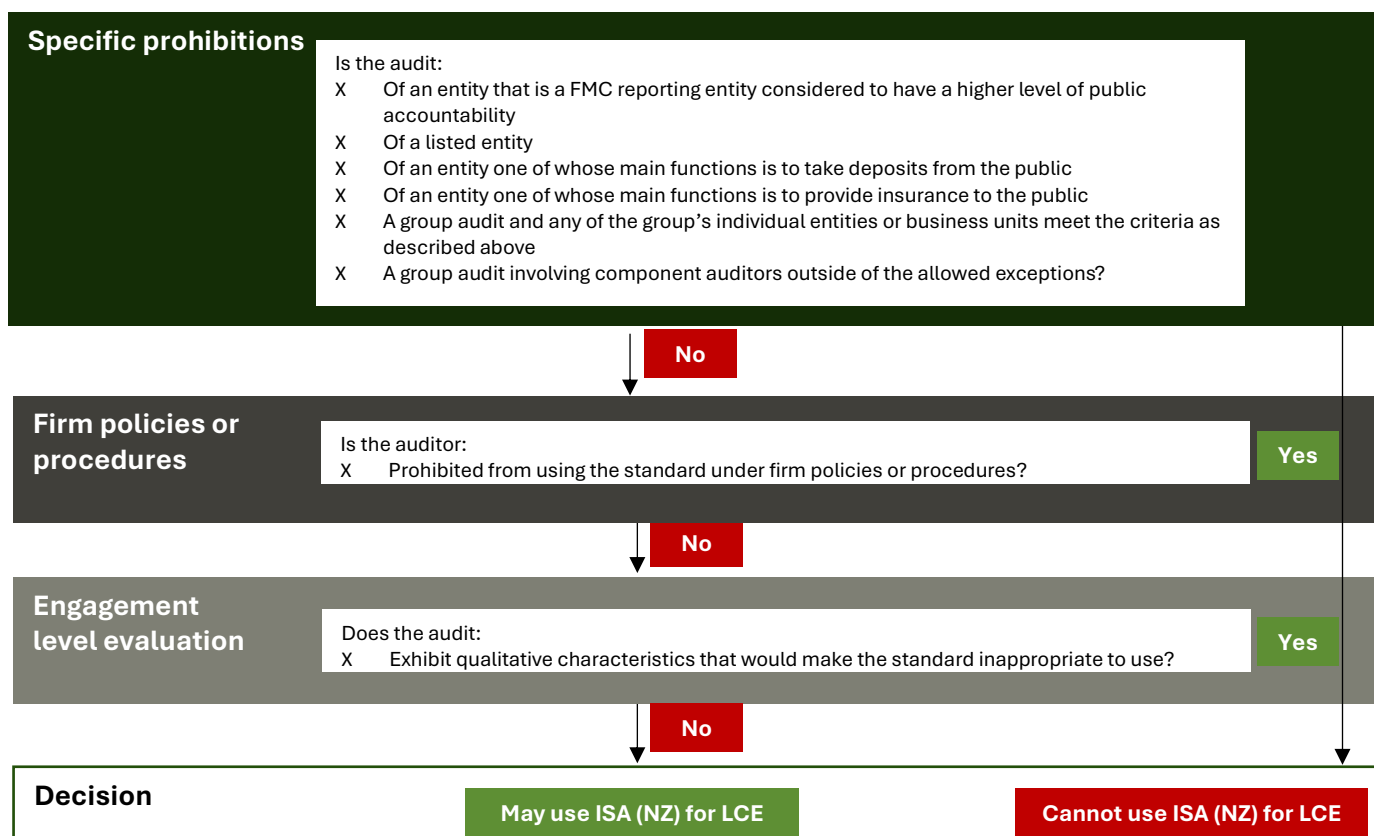 Specific prohibitions
Is the audit:
X Of an entity that is a FMC reporting entity considered to have a higher level of public
accountability
X Of a listed entity
X Of an entity one of whose main functions is to take deposits from the public
X Of an entity one of whose main functions is to provide insurance to the public
X A group audit and any of the group's individual entities or business units meet the criteria as
described above
X A group audit involving component auditors outside of the allowed exceptions?
No
Firm policies or
procedures
Is the auditor:
X Prohibited from using the standard under firm policies or procedures?
Yes
No
Engagement
level evaluation
Does the audit:
X Exhibit qualitative characteristics that would make the standard inappropriate to use?
Yes
No
Decision
May use ISA (NZ) for LCE
Cannot use ISA (NZ) for LCE